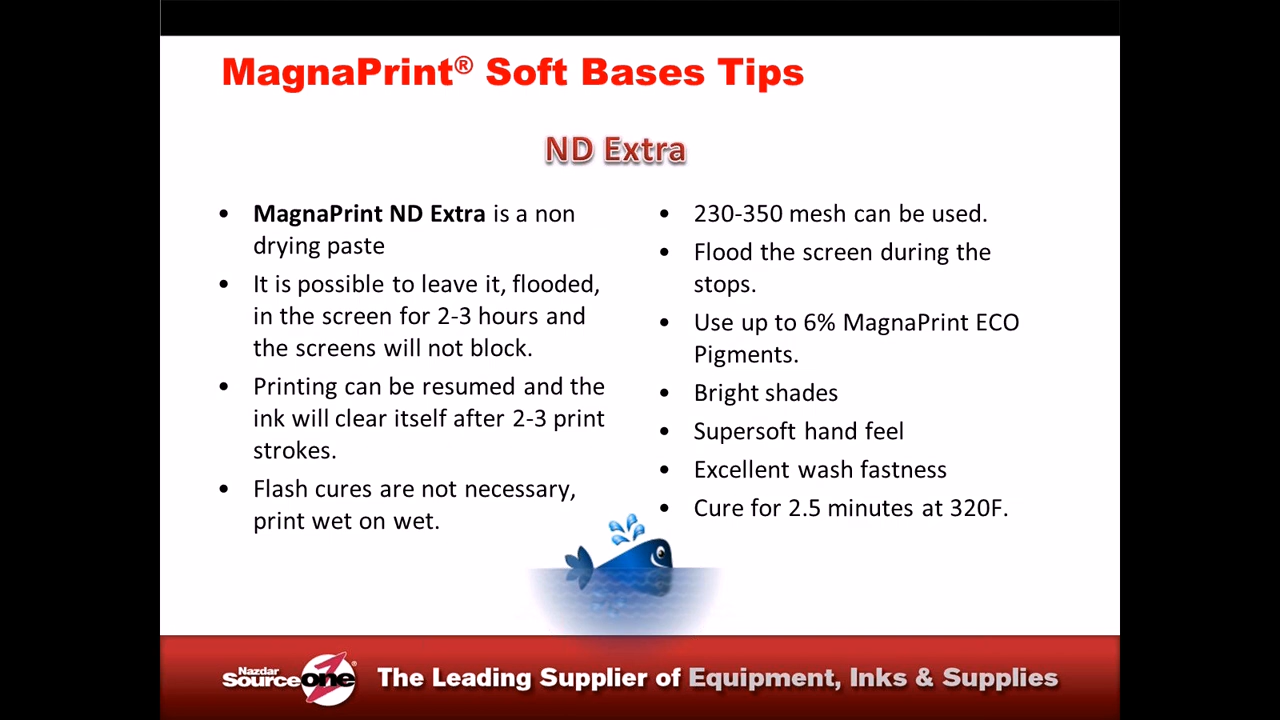 MagnaPrint® Soft Bases Tips
ND Extra
• MagnaPrint ND Extra is a non
drying paste
• It is possible to leave it, flooded,
in the screen for 2-3 hours and
the screens will not block.
• Printing can be resumed and the
ink will clear itself after 2-3 print
strokes.
• Flash cures are not necessary,
print wet on wet.
• 230-350 mesh can be used.
• Flood the screen during the
stops.
• Use up to 6% MagnaPrint ECO
Pigments.
• Bright shades
• Supersoft hand feel
• Excellent wash fastness
• Cure for 2.5 minutes at 320F.
Nazdar
sourceone®
The Leading Supplier of Equipment, Inks & Supplies